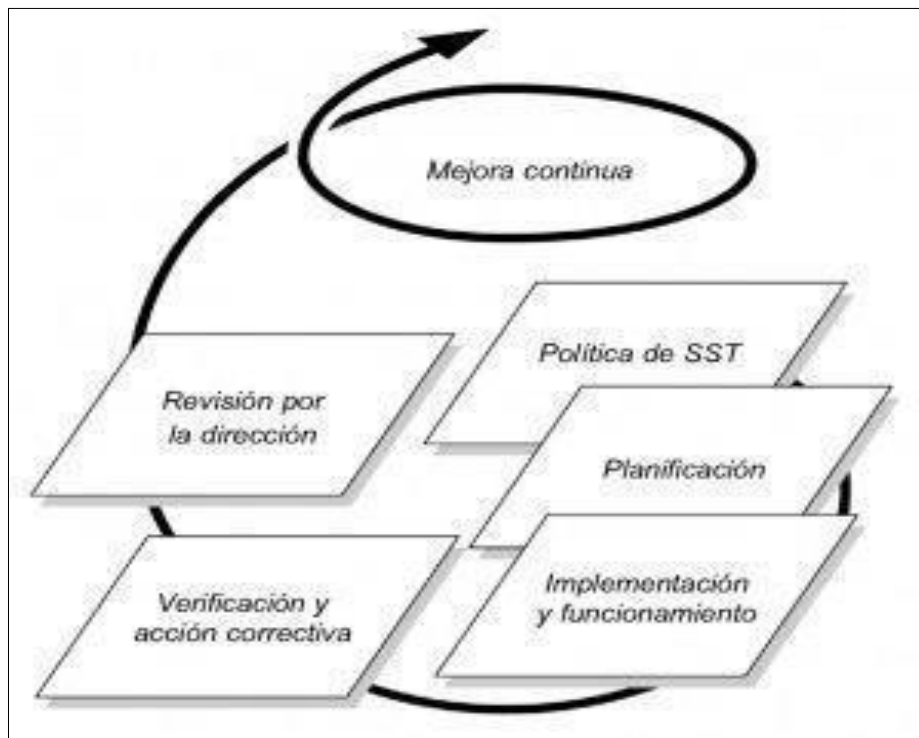 Mejora continua
Política de SST
Planificación
Implementación
y funcionamiento
Verificación y
acción correctiva
Revisión por
la dirección